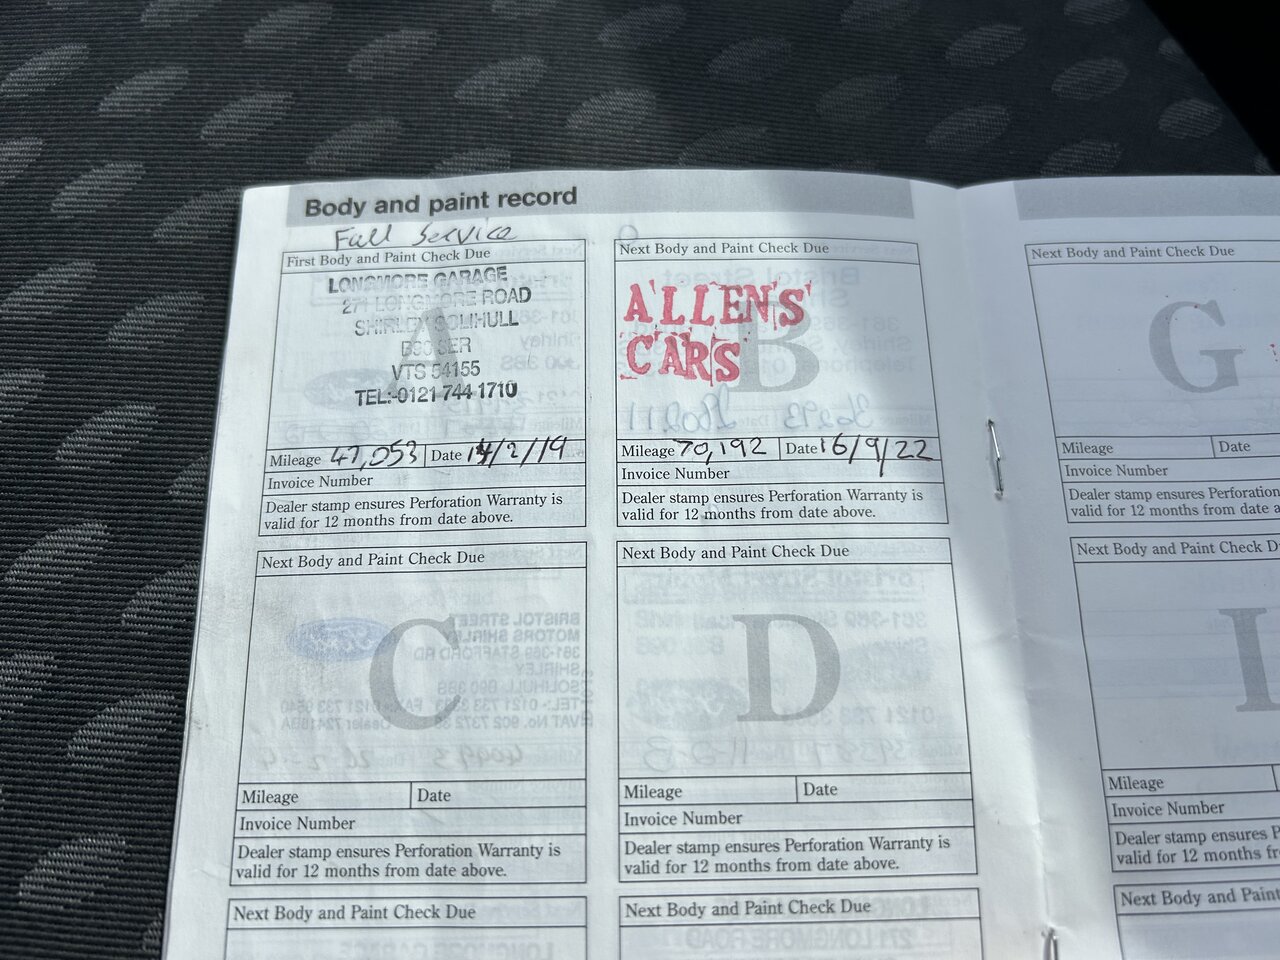 Body and paint record
Full Service
First Body and Paint Check Due
LONGMORE GARAGE
271 LONGMORE ROAD
SHIRLEY SOLIHULL
B90
VTS 54155
TEL:-0121 744 1710
Mileage 47,053 Date 14/2/19
Invoice Number
Dealer stamp ensures Perforation Warranty is
valid for 12 months from date above.
Next Body and Paint Check Due
ALLEN'S
CARS
B
Mileage 70,192 Date 16/9/22
Invoice Number
Dealer stamp ensures Perforation Warranty is
valid for 12 months from date above.
Next Body and Paint Check Due
C
Mileage Date
Invoice Number
Dealer stamp ensures Perforation Warranty is
valid for 12 months from date above.
Next Body and Paint Check Due
D
Mileage Date
Invoice Number
Dealer stamp ensures Perforation Warranty is
valid for 12 months from date above.
Next Body and Paint Check Due
Next Body and Paint Check Due
Next Body and Paint Check Due
G
Mileage Date
Invoice Number
Dealer stamp ensures Perforation
valid for 12 months from date
Next Body and Paint Check
I
Mileage
Invoice Number
Dealer stamp ensures
valid for 12 months from
Next Body and Paint